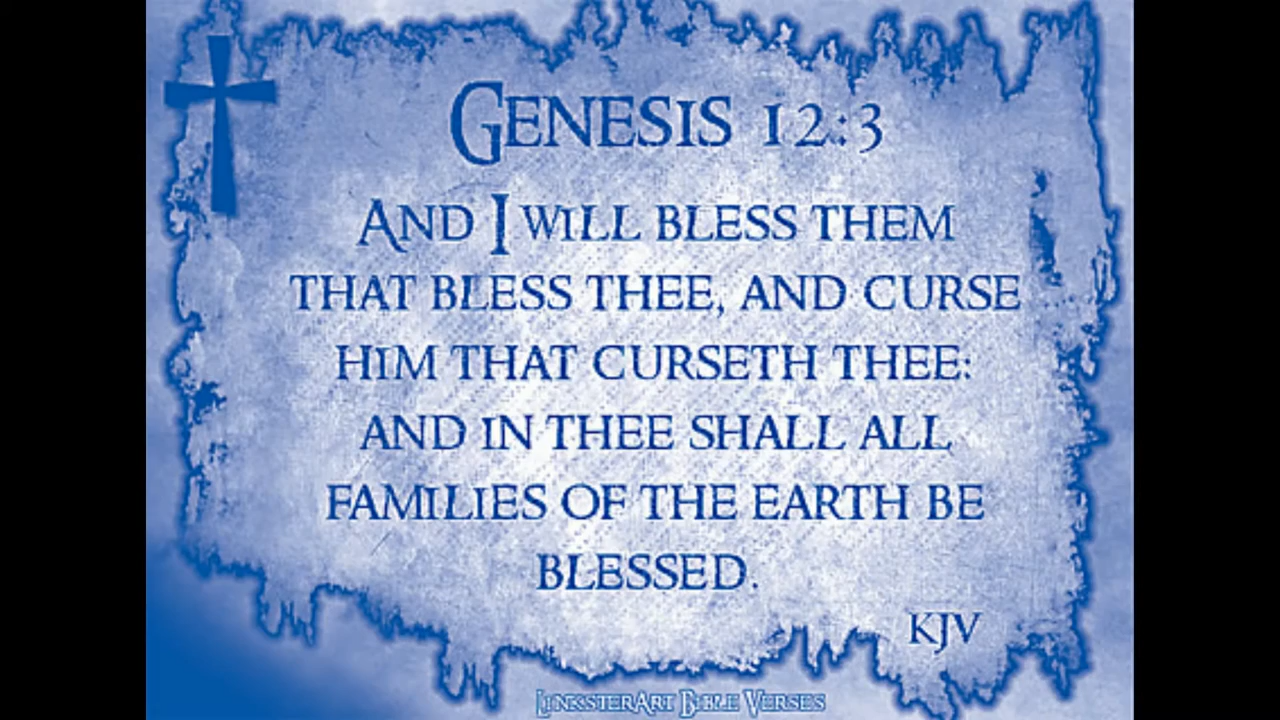 Genesis 12:3
And I will bless them
that bless thee, and curse
him that curseth thee:
and in thee shall all
families of the earth be
blessed.
KJV
LinksterArt Bible Verses